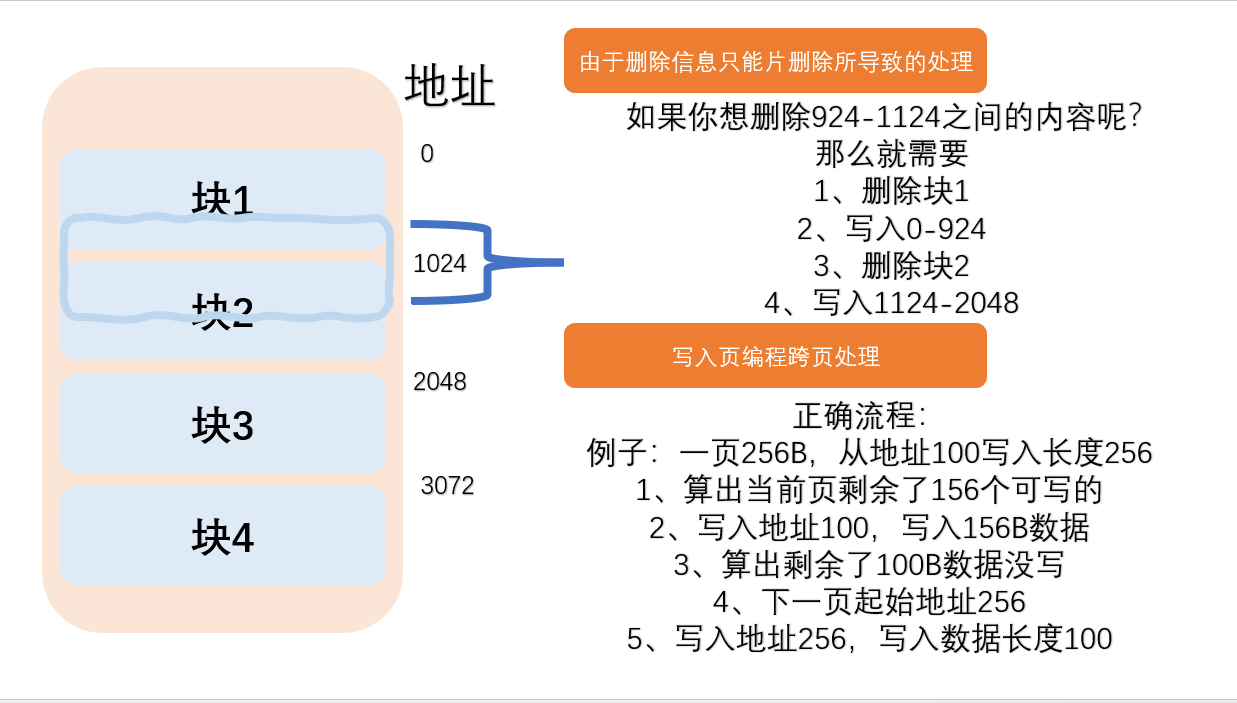 地址
0
块1
1024
块2
2048
块3
3072
块4
由于删除信息只能片删除所导致的处理
如果你想删除924-1124之间的内容呢？
那么就需要
1、删除块1
2、写入0-924
3、删除块2
4、写入1124-2048
写入页编程跨页处理
正确流程：
例子：一页256B，从地址100写入长度256
1、算出当前页剩余了156个可写的
2、写入地址100，写入156B数据
3、算出剩余了100B数据没写
4、下一页起始地址256
5、写入地址256，写入数据长度100